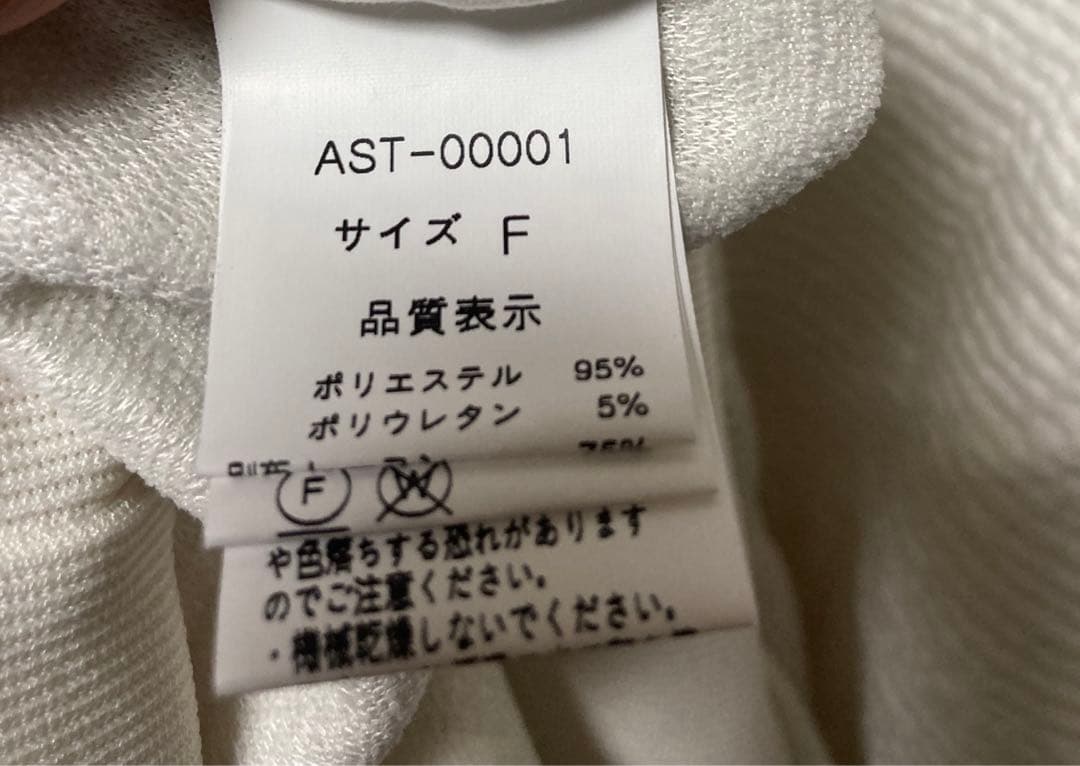 AST-00001
サイズ F
品質表示
ポリエステル 95%
ポリウレタン 5%
F W
や色落ちする恐れがあります
のでご注意ください。
・機械乾燥しないでください。